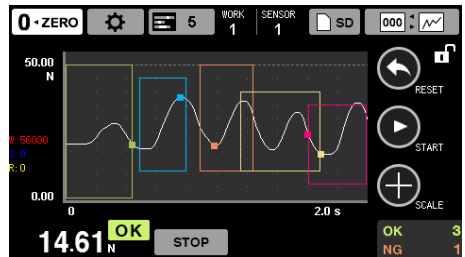 0 ZERO 5 WORK 1 SENSOR 1 SD 000
50.00
N
RESET
W:66000
G:0
R:0
START
0.00
0 2.0 s
SCALE
14.61 N OK STOP
OK 3
NG 1